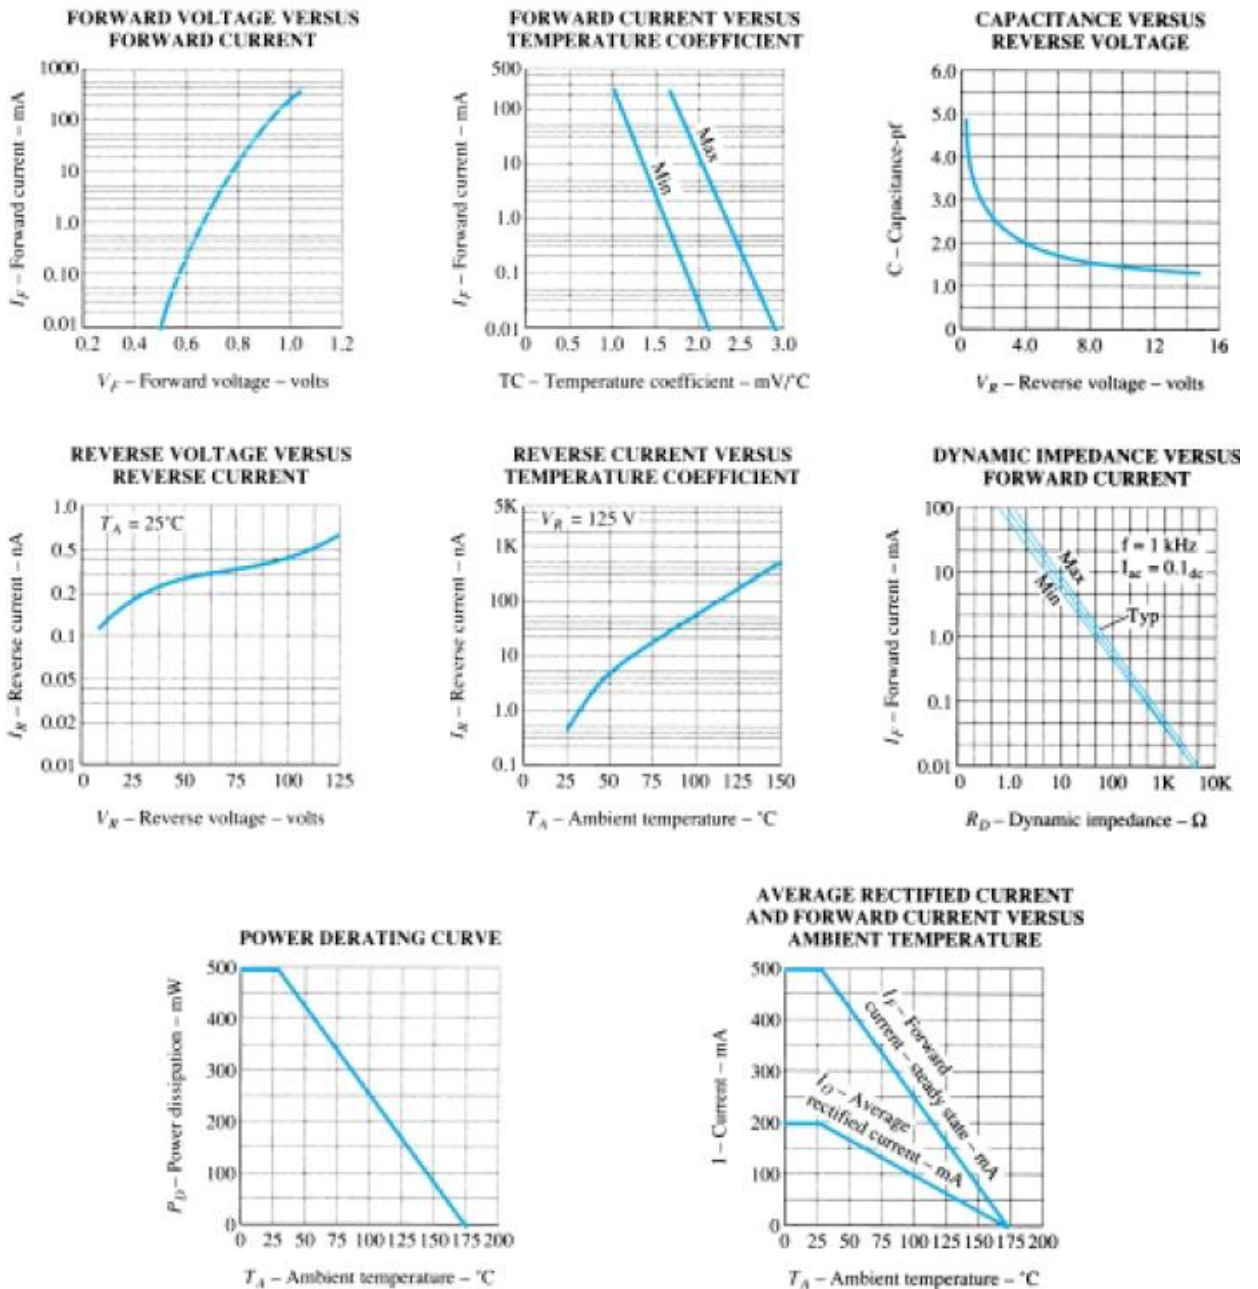 FORWARD VOLTAGE VERSUS
FORWARD CURRENT
1000
100
10
1.0
0.10
0.01
0.2 0.4 0.6 0.8 1.0 1.2
I_F – Forward current – mA
V_F – Forward voltage – volts
FORWARD CURRENT VERSUS
TEMPERATURE COEFFICIENT
500
100
10
1.0
0.1
0.01
0 0.5 1.0 1.5 2.0 2.5 3.0
Max
Min
I_F – Forward current – mA
TC – Temperature coefficient – mV/°C
CAPACITANCE VERSUS
REVERSE VOLTAGE
6.0
5.0
4.0
3.0
2.0
1.0
0
0 4.0 8.0 12 16
C – Capacitance-pf
V_R – Reverse voltage – volts
REVERSE VOLTAGE VERSUS
REVERSE CURRENT
T_A = 25°C
1.0
0.5
0.2
0.1
0.05
0.02
0.01
0 25 50 75 100 125
I_R – Reverse current – nA
V_R – Reverse voltage – volts
REVERSE CURRENT VERSUS
TEMPERATURE COEFFICIENT
V_R = 125 V
5K
1K
100
10
1.0
0.1
0 25 50 75 100 125 150
I_R – Reverse current – nA
T_A – Ambient temperature – °C
DYNAMIC IMPEDANCE VERSUS
FORWARD CURRENT
f = 1 kHz
I_ac = 0.1_dc
Max
Min
Typ
100
10
1.0
0.1
0.01
0 1.0 10 100 1K 10K
I_F – Forward current – mA
R_D – Dynamic impedance – Ω
POWER DERATING CURVE
500
400
300
200
100
0
0 25 50 75 100 125 150 175 200
P_D – Power dissipation – mW
T_A – Ambient temperature – °C
AVERAGE RECTIFIED CURRENT
AND FORWARD CURRENT VERSUS
AMBIENT TEMPERATURE
500
400
300
200
100
0
0 25 50 75 100 125 150 175 200
I_F – Forward
current – steady state – mA
I_O – Average
rectified current – mA
1 – Current – mA
T_A – Ambient temperature – °C